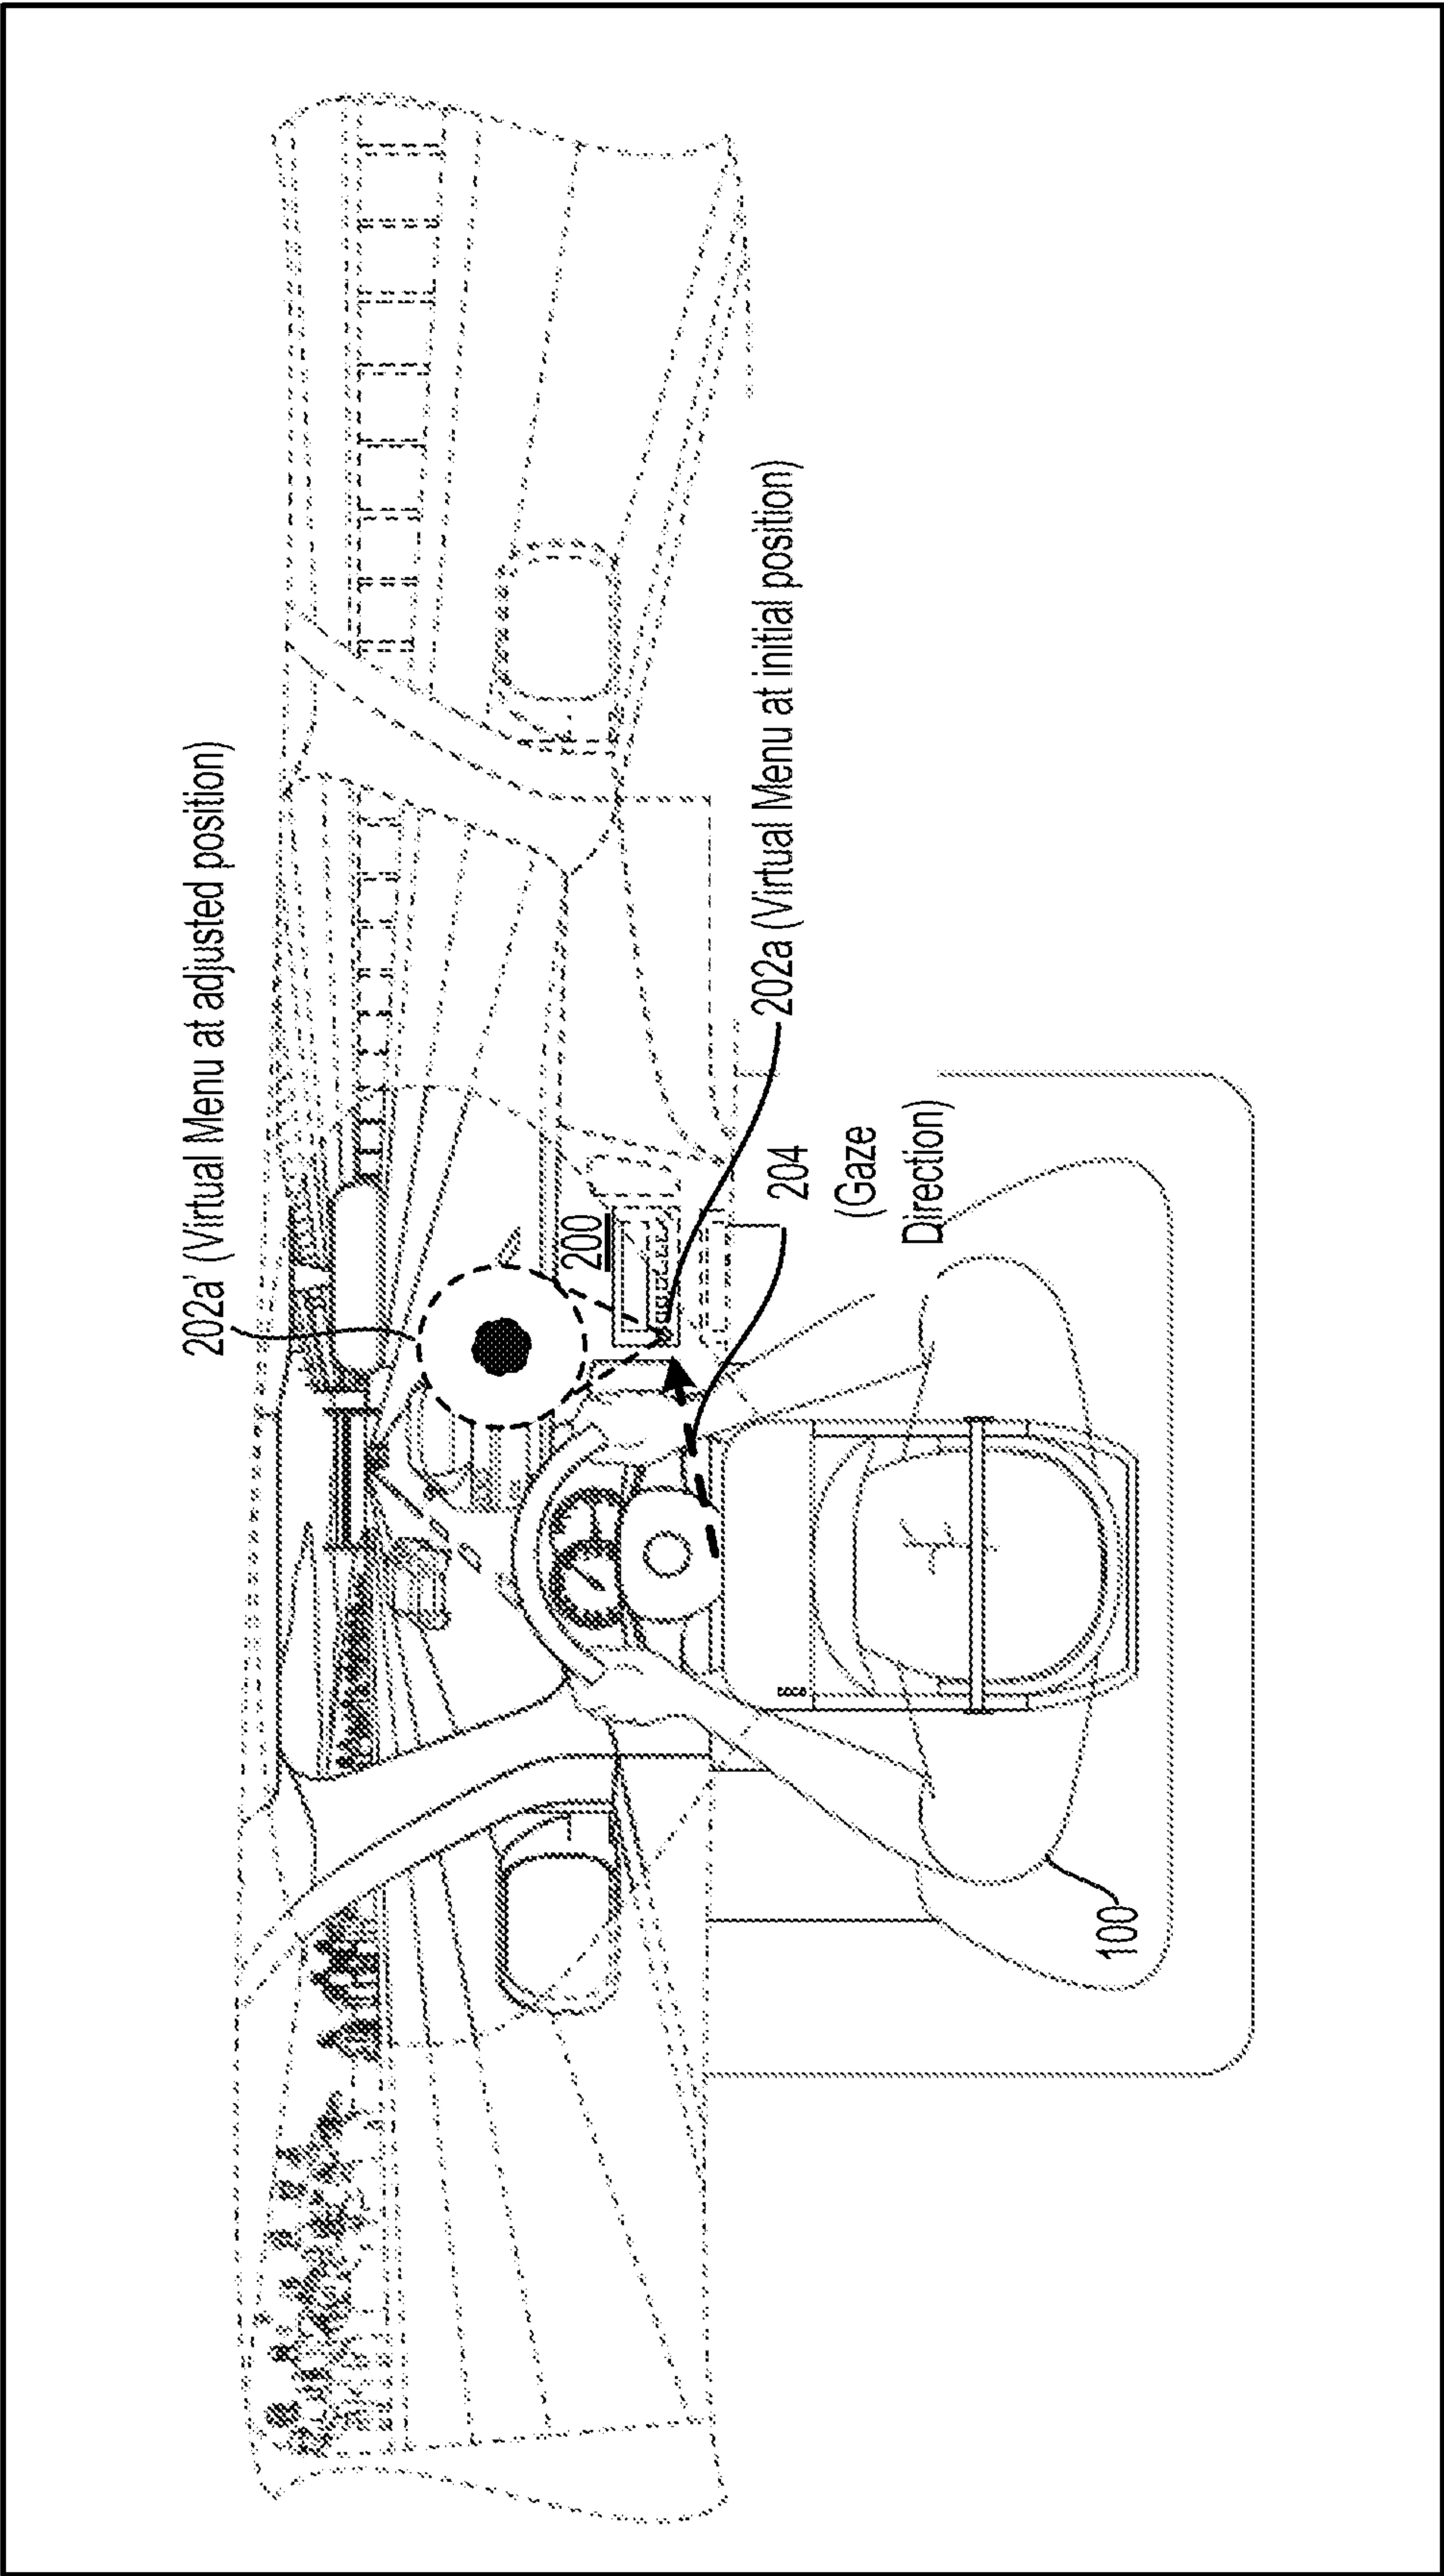 202a' (Virtual Menu at adjusted position)
200
202a (Virtual Menu at initial position)
204
(Gaze
Direction)
100